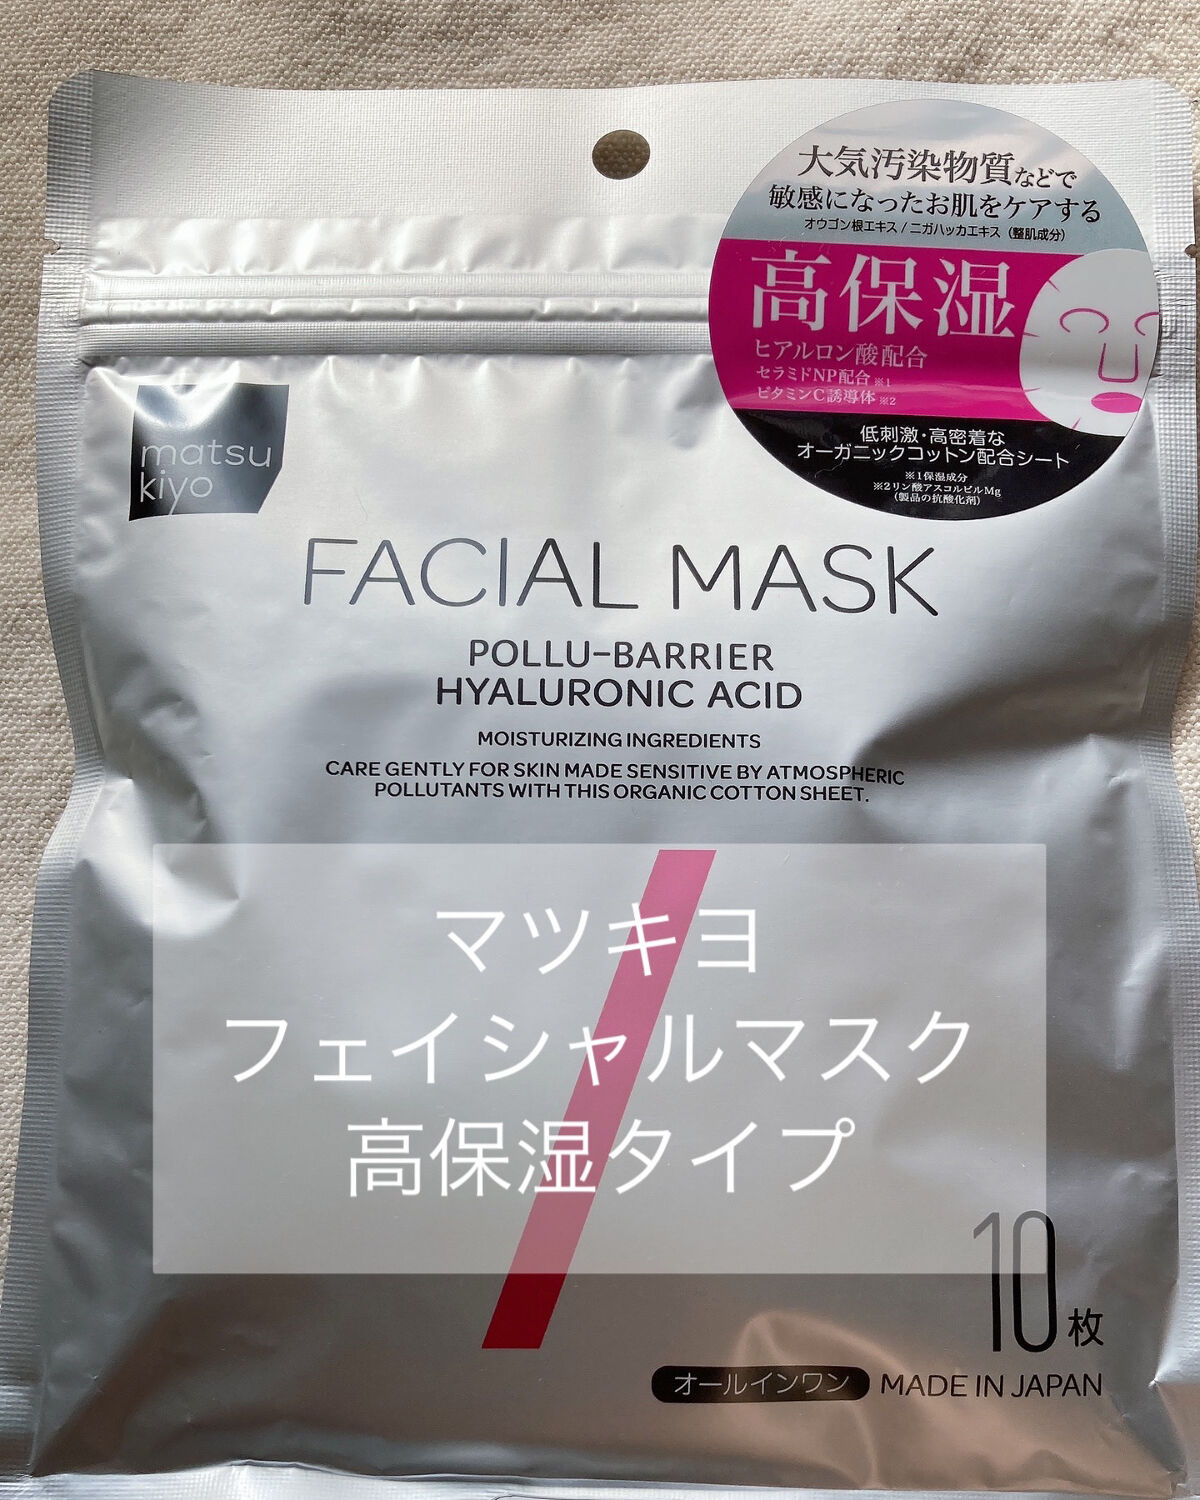 大気汚染物質などで
敏感になったお肌をケアする
オウゴン根エキス/ニガハッカエキス（整肌成分）
高保湿
ヒアルロン酸配合
セラミドNP配合※1
ビタミンC誘導体※2
低刺激・高密着な
オーガニックコットン配合シート
※1保湿成分
※2リン酸アスコルビルMg
（製品の抗酸化剤）
matsu
kiyo
FACIAL MASK
POLLU-BARRIER
HYALURONIC ACID
MOISTURIZING INGREDIENTS
CARE GENTLY FOR SKIN MADE SENSITIVE BY ATMOSPHERIC
POLLUTANTS WITH THIS ORGANIC COTTON SHEET.
マツキヨ
フェイシャルマスク
高保湿タイプ
10枚
オールインワン MADE IN JAPAN